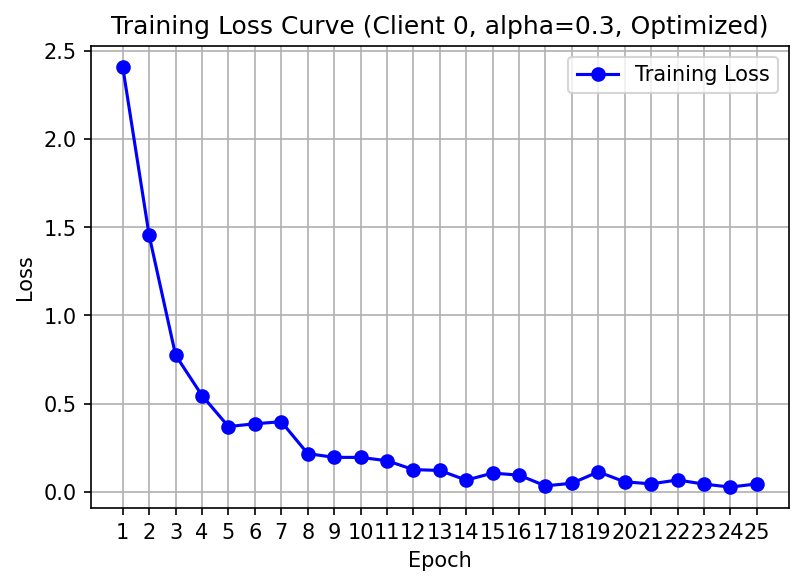 Training Loss Curve (Client 0, alpha=0.3, Optimized)
Training Loss
2.5
2.0
1.5
1.0
0.5
0.0
Loss
1 2 3 4 5 6 7 8 9 10 11 12 13 14 15 16 17 18 19 20 21 22 23 24 25
Epoch